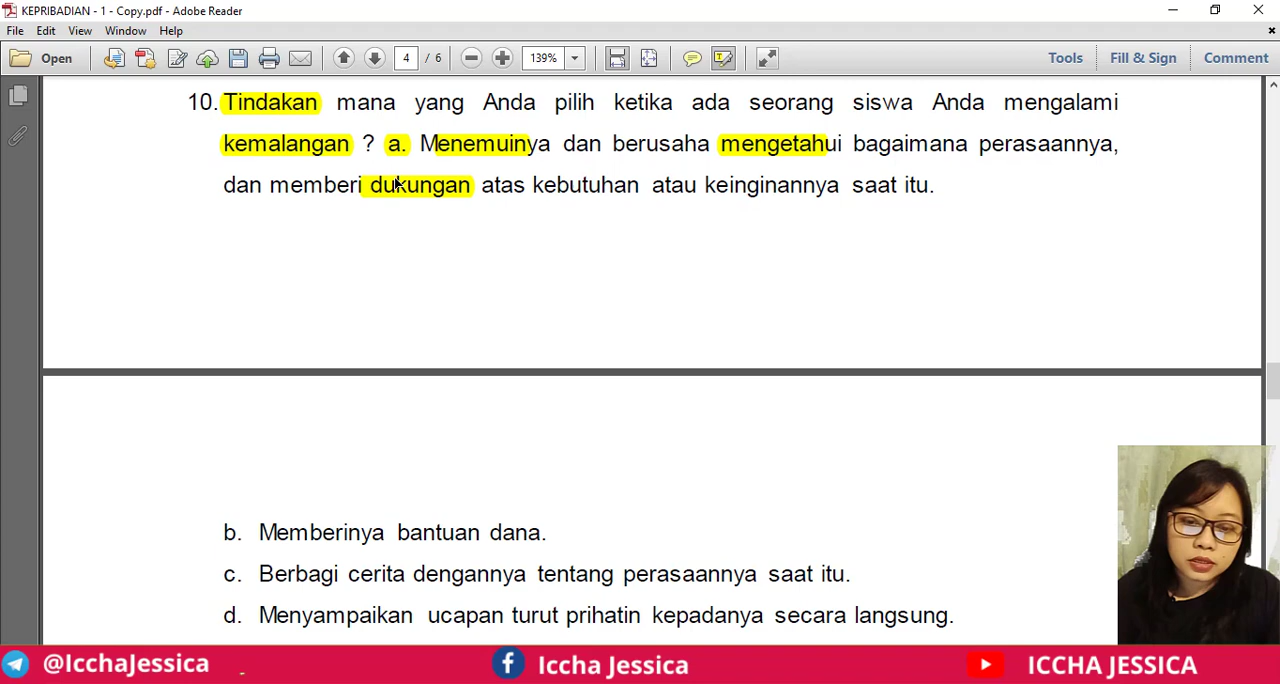 KEPRIBADIAN - 1 - Copy.pdf - Adobe Reader
File Edit View Window Help
Open 4 / 6 139% Tools Fill & Sign Comment
10. Tindakan mana yang Anda pilih ketika ada seorang siswa Anda mengalami
kemalangan ? a. Menemuinya dan berusaha mengetahui bagaimana perasaannya,
dan memberi dukungan atas kebutuhan atau keinginannya saat itu.
b. Memberinya bantuan dana.
c. Berbagi cerita dengannya tentang perasaannya saat itu.
d. Menyampaikan ucapan turut prihatin kepadanya secara langsung.
@IcchaJessica Iccha Jessica ICCHA JESSICA